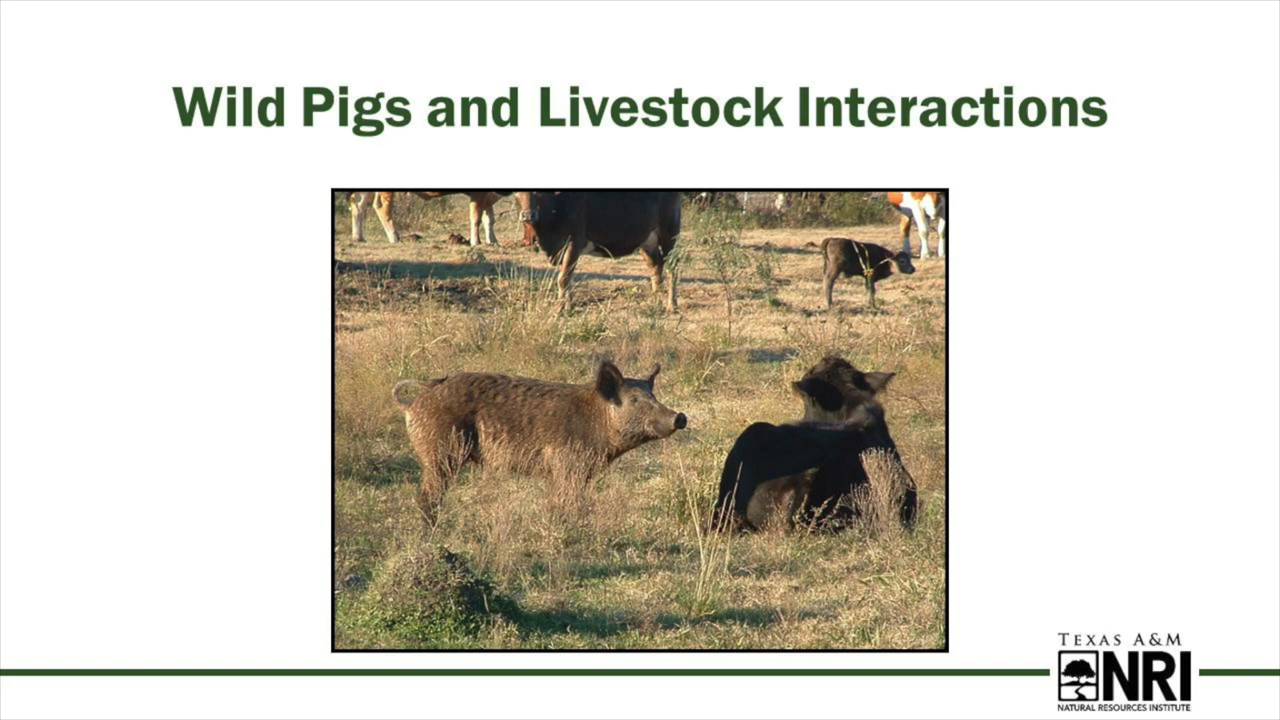 Wild Pigs and Livestock Interactions
TEXAS A&M
NRI
NATURAL RESOURCES INSTITUTE